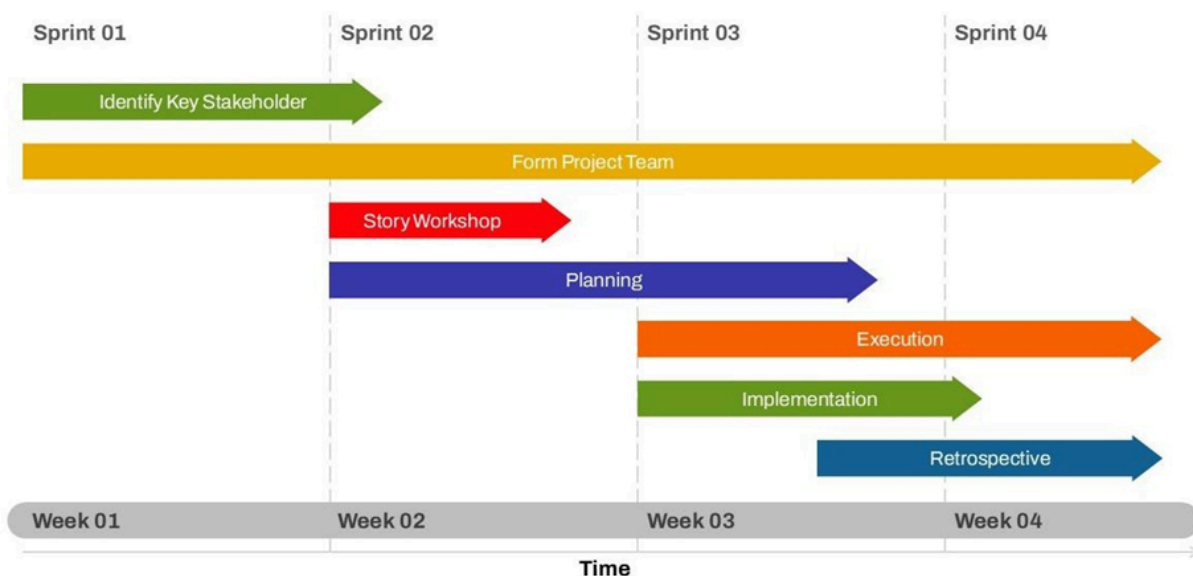 Sprint 01 Sprint 02 Sprint 03 Sprint 04
Identify Key Stakeholder
Form Project Team
Story Workshop
Planning
Execution
Implementation
Retrospective
Week 01 Week 02 Week 03 Week 04
Time